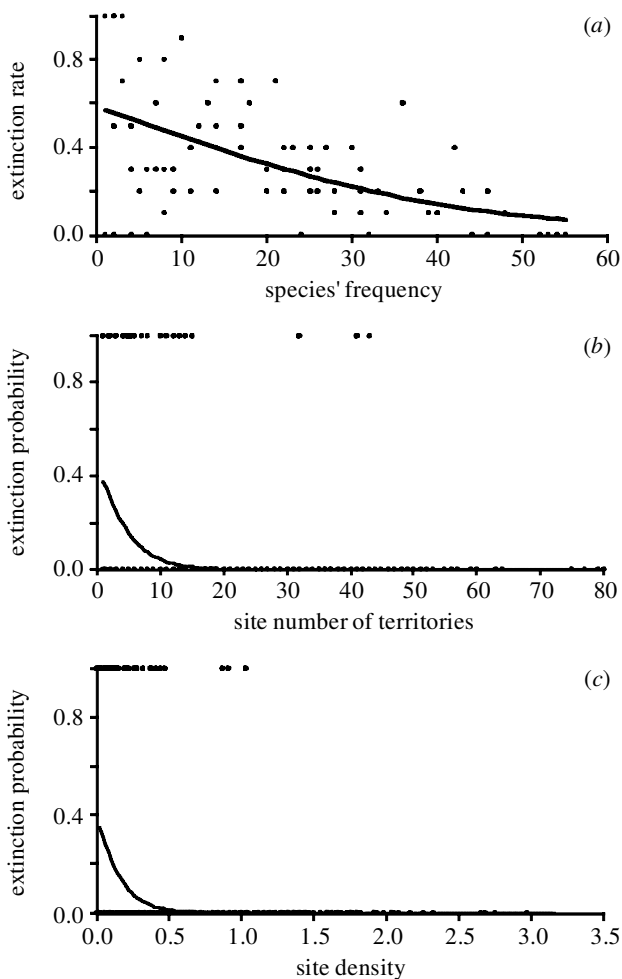 (a)
extinction rate
0.8
0.4
0.0
0 10 20 30 40 50 60
species' frequency
(b)
extinction probability
0.8
0.4
0.0
0 10 20 30 40 50 60 70 80
site number of territories
(c)
extinction probability
0.8
0.4
0.0
0.0 0.5 1.0 1.5 2.0 2.5 3.0 3.5
site density